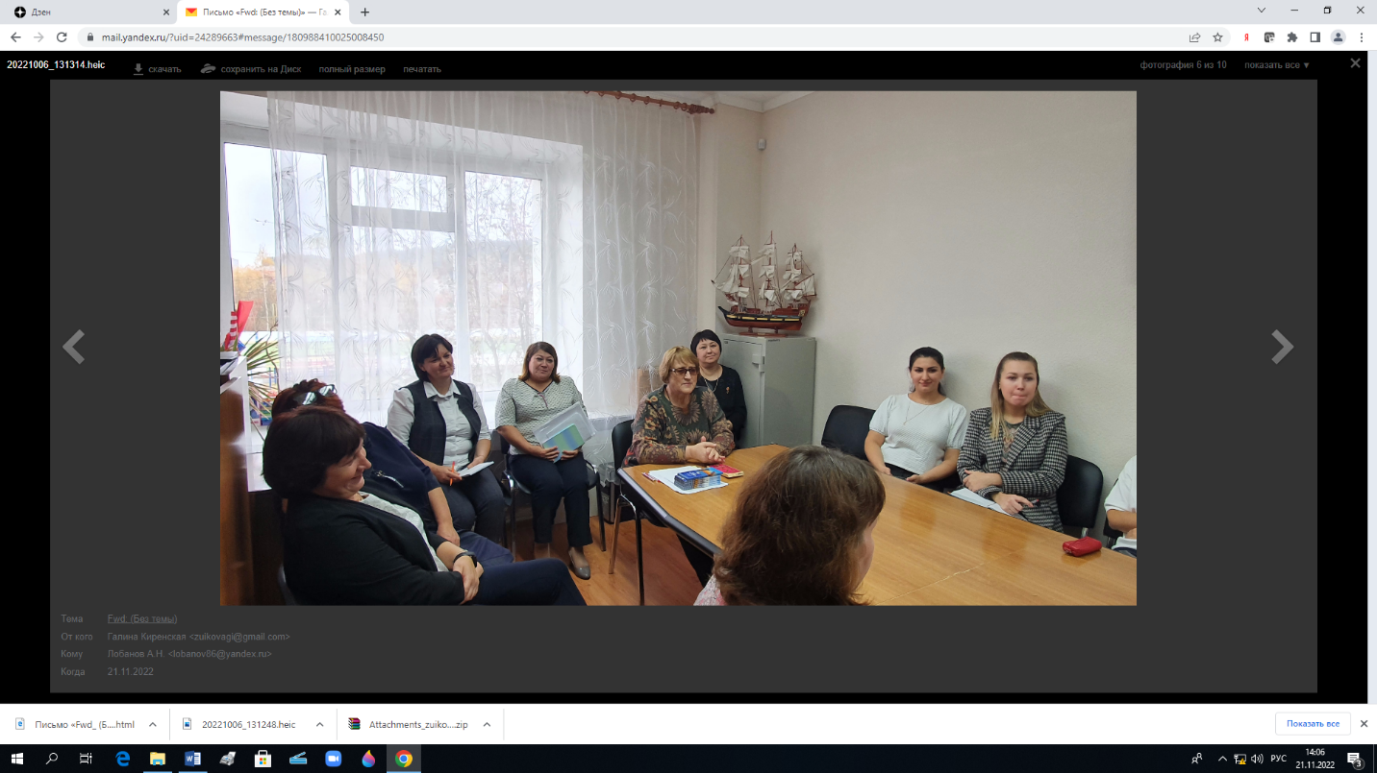 Дзен
Письмо «Fwd: (Без темы)» — Га
mail.yandex.ru/?uid=24289663#message/180988410025008450
20221006_131314.heic
скачать
сохранить на Диск
полный размер
печатать
фотография 6 из 10
показать все
Тема Fwd: (Без темы)
От кого Галина Киренская <zuikovagi@gmail.com>
Кому Лобанов А.Н. <lobanov86@yandex.ru>
Когда 21.11.2022
Письмо «Fwd_ (Б....html
20221006_131248.heic
Attachments_zuiko....zip
Показать все
РУС
14:06
21.11.2022
3